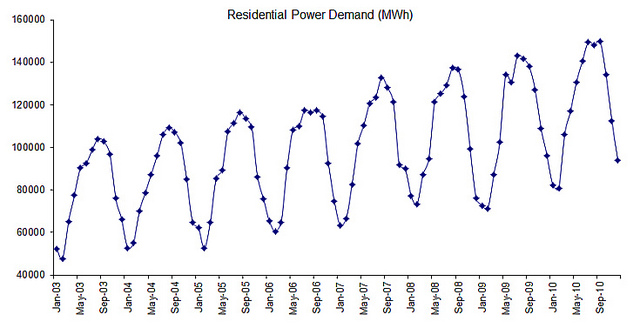 Residential Power Demand (MWh)
160000
140000
120000
100000
80000
60000
40000
Jan-03
May-03
Sep-03
Jan-04
May-04
Sep-04
Jan-05
May-05
Sep-05
Jan-06
May-06
Sep-06
Jan-07
May-07
Sep-07
Jan-08
May-08
Sep-08
Jan-09
May-09
Sep-09
Jan-10
May-10
Sep-10